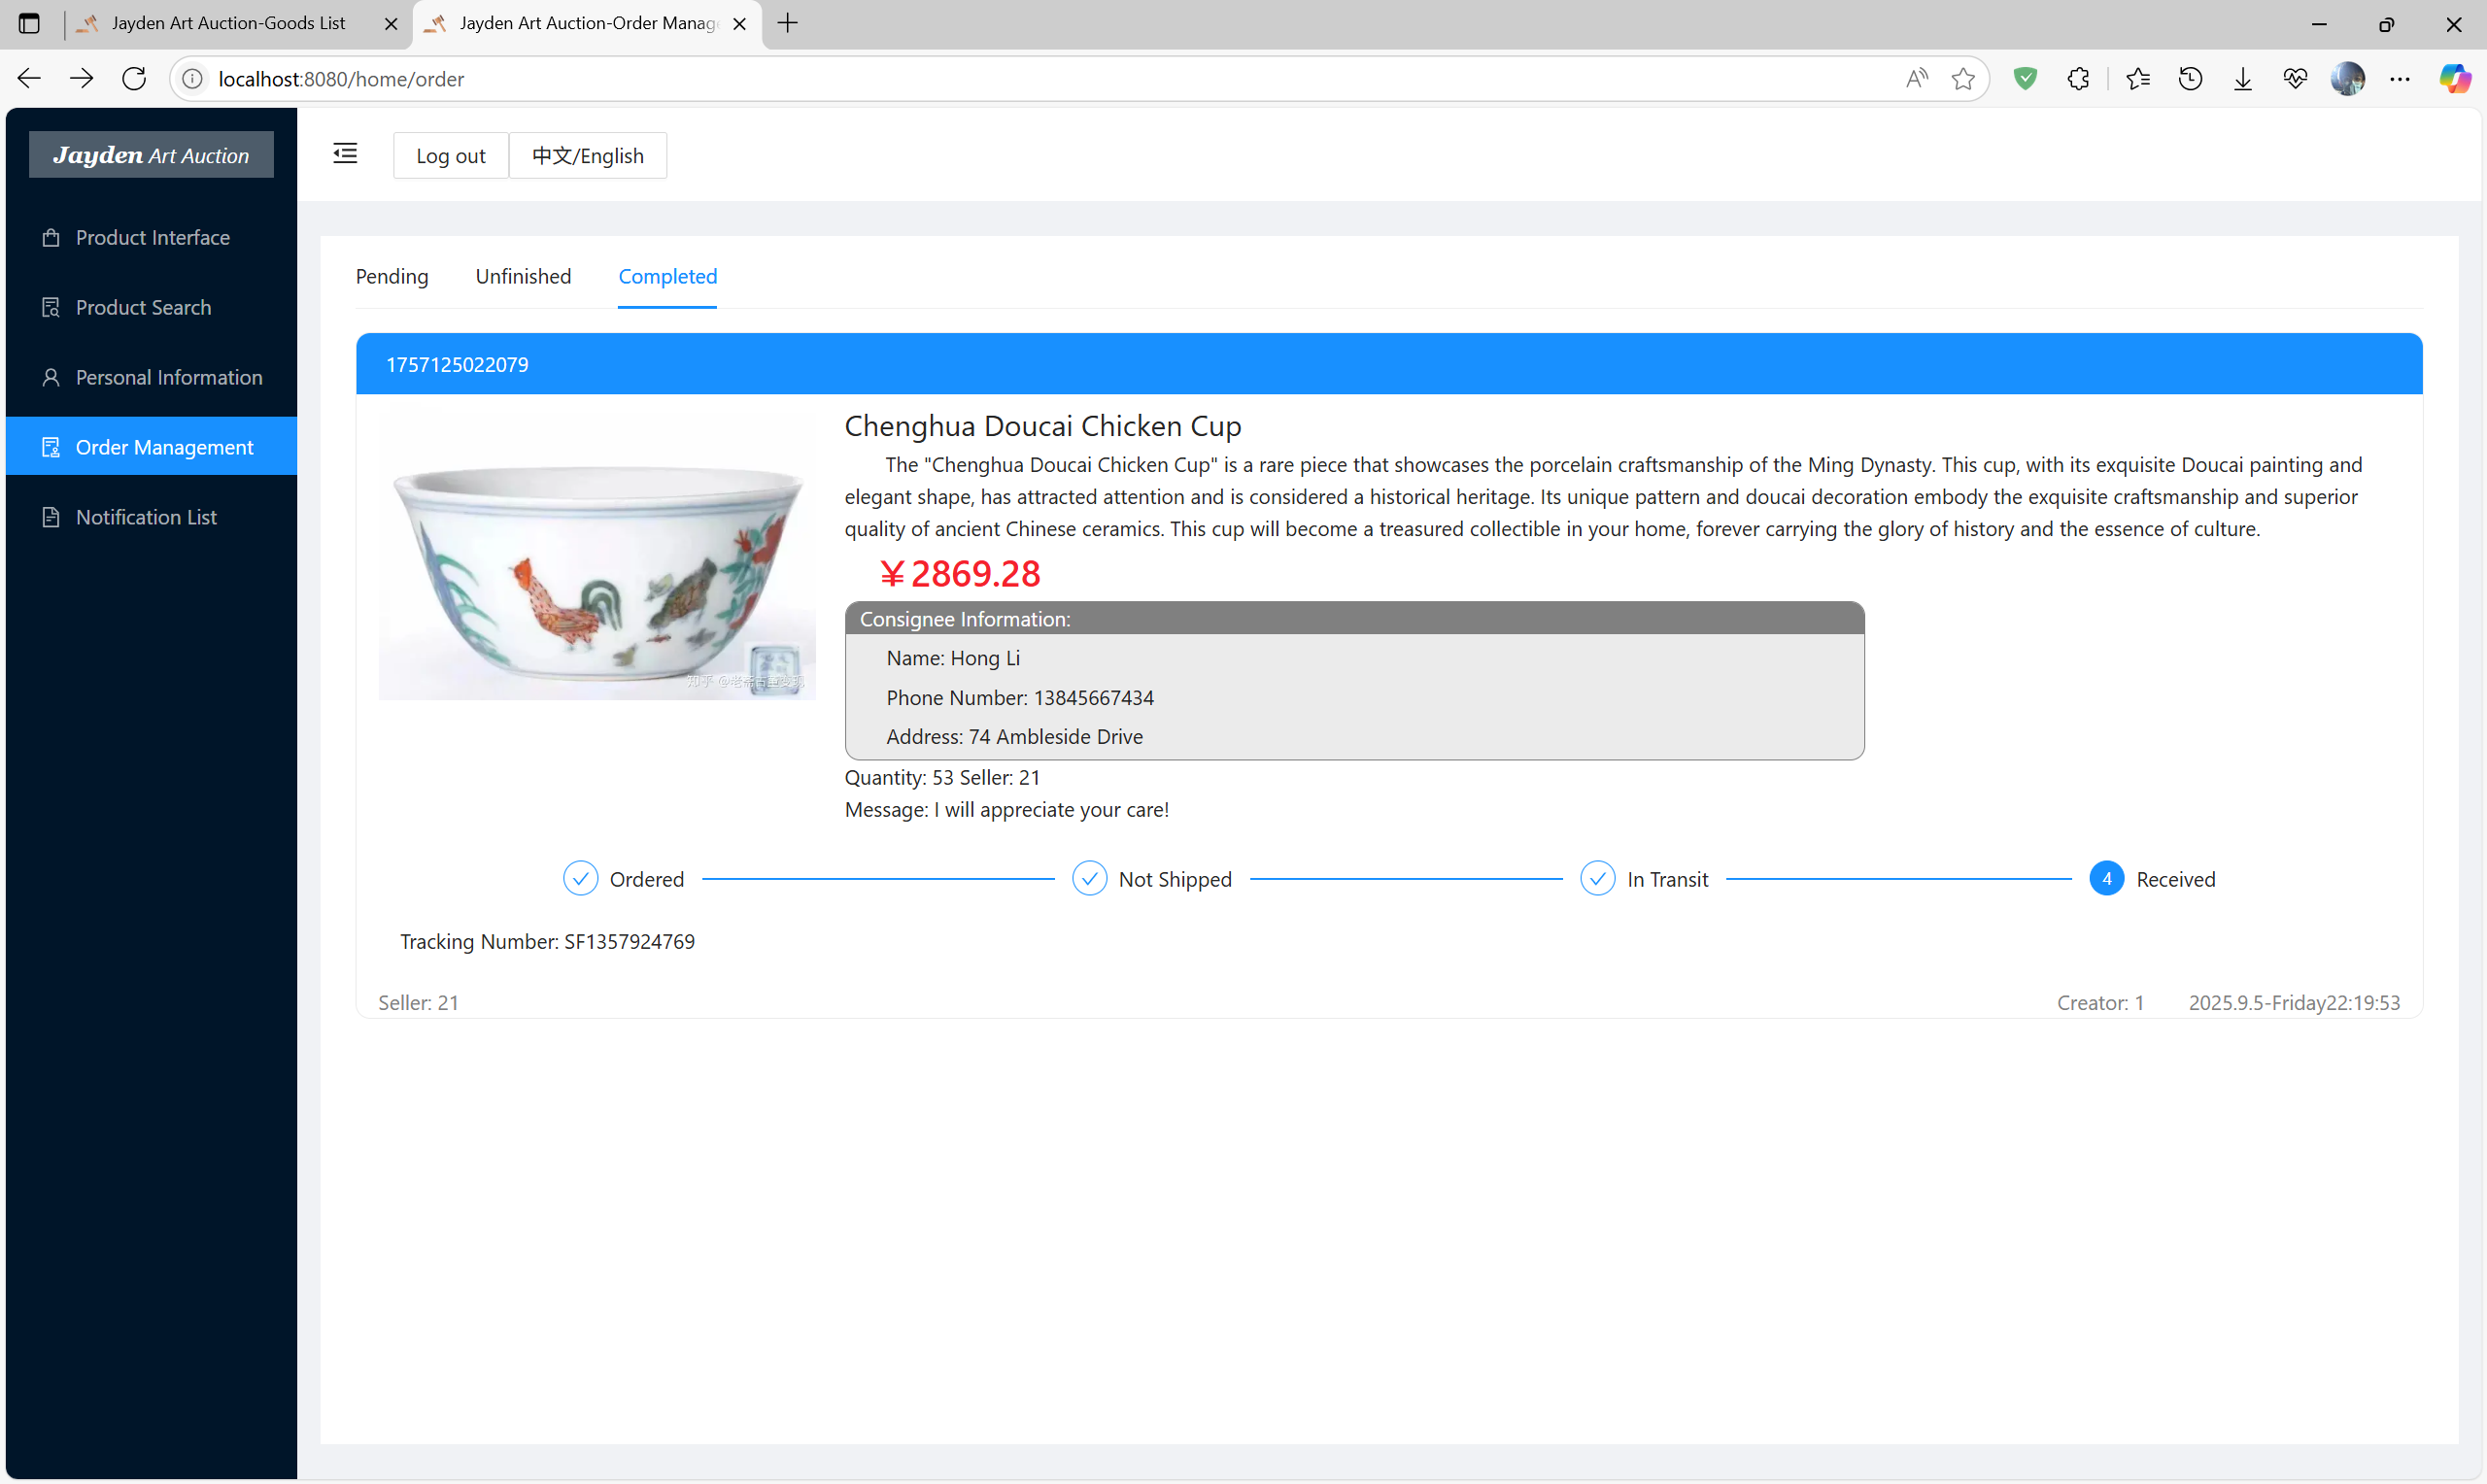 Jayden Art Auction-Goods List
Jayden Art Auction-Order Manag
localhost:8080/home/order
Jayden Art Auction
Log out
中文/English
Product Interface
Product Search
Personal Information
Order Management
Notification List
Pending
Unfinished
Completed
1757125022079
Chenghua Doucai Chicken Cup
The "Chenghua Doucai Chicken Cup" is a rare piece that showcases the porcelain craftsmanship of the Ming Dynasty. This cup, with its exquisite Doucai painting and
elegant shape, has attracted attention and is considered a historical heritage. Its unique pattern and doucai decoration embody the exquisite craftsmanship and superior
quality of ancient Chinese ceramics. This cup will become a treasured collectible in your home, forever carrying the glory of history and the essence of culture.
￥2869.28
Consignee Information:
Name: Hong Li
Phone Number: 13845667434
Address: 74 Ambleside Drive
Quantity: 53 Seller: 21
Message: I will appreciate your care!
知乎
Ordered
Not Shipped
In Transit
4 Received
Tracking Number: SF1357924769
Seller: 21
Creator: 1
2025.9.5-Friday22:19:53